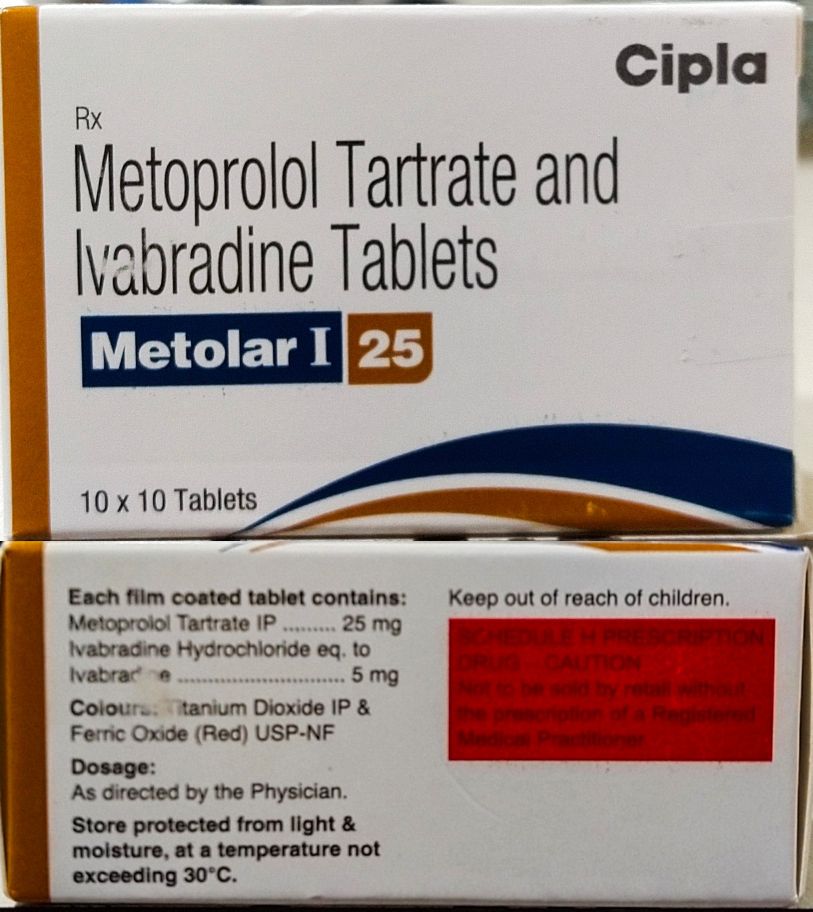 Cipla
Rx
Metoprolol Tartrate and
Ivabradine Tablets
Metolar I 25
10 x 10 Tablets
Each film coated tablet contains:
Metoprolol Tartrate IP ......... 25 mg
Ivabradine Hydrochloride eq. to
............................... 5 mg
Dioxide IP &
Ferric Oxide (Red) USP-NF
Dosage:
As directed by the Physician.
Store protected from light &
moisture, at a temperature not
exceeding 30°C.
Keep out of reach of children.
SCHEDULE H PRESCRIPTION
DRUG - CAUTION
Not to be sold by retail without
the prescription of a Registered
Medical Practitioner